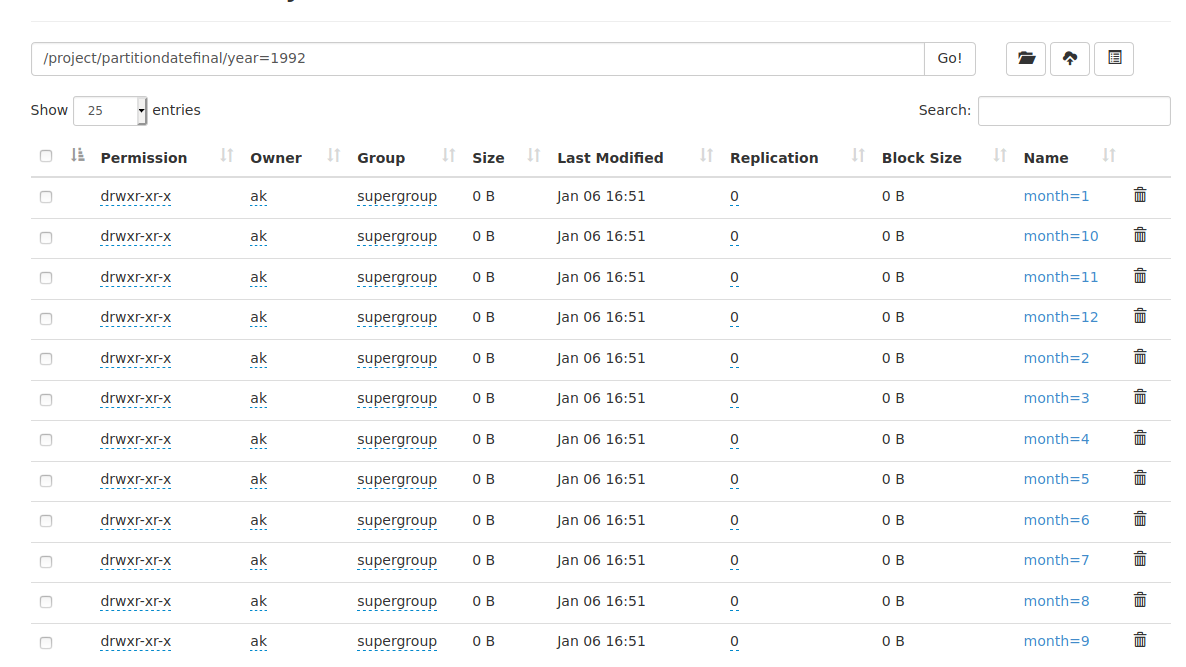 /project/partitiondatefinal/year=1992 Go!
Show 25 entries Search:
Permission Owner Group Size Last Modified Replication Block Size Name
drwxr-xr-x ak supergroup 0 B Jan 06 16:51 0 0 B month=1
drwxr-xr-x ak supergroup 0 B Jan 06 16:51 0 0 B month=10
drwxr-xr-x ak supergroup 0 B Jan 06 16:51 0 0 B month=11
drwxr-xr-x ak supergroup 0 B Jan 06 16:51 0 0 B month=12
drwxr-xr-x ak supergroup 0 B Jan 06 16:51 0 0 B month=2
drwxr-xr-x ak supergroup 0 B Jan 06 16:51 0 0 B month=3
drwxr-xr-x ak supergroup 0 B Jan 06 16:51 0 0 B month=4
drwxr-xr-x ak supergroup 0 B Jan 06 16:51 0 0 B month=5
drwxr-xr-x ak supergroup 0 B Jan 06 16:51 0 0 B month=6
drwxr-xr-x ak supergroup 0 B Jan 06 16:51 0 0 B month=7
drwxr-xr-x ak supergroup 0 B Jan 06 16:51 0 0 B month=8
drwxr-xr-x ak supergroup 0 B Jan 06 16:51 0 0 B month=9